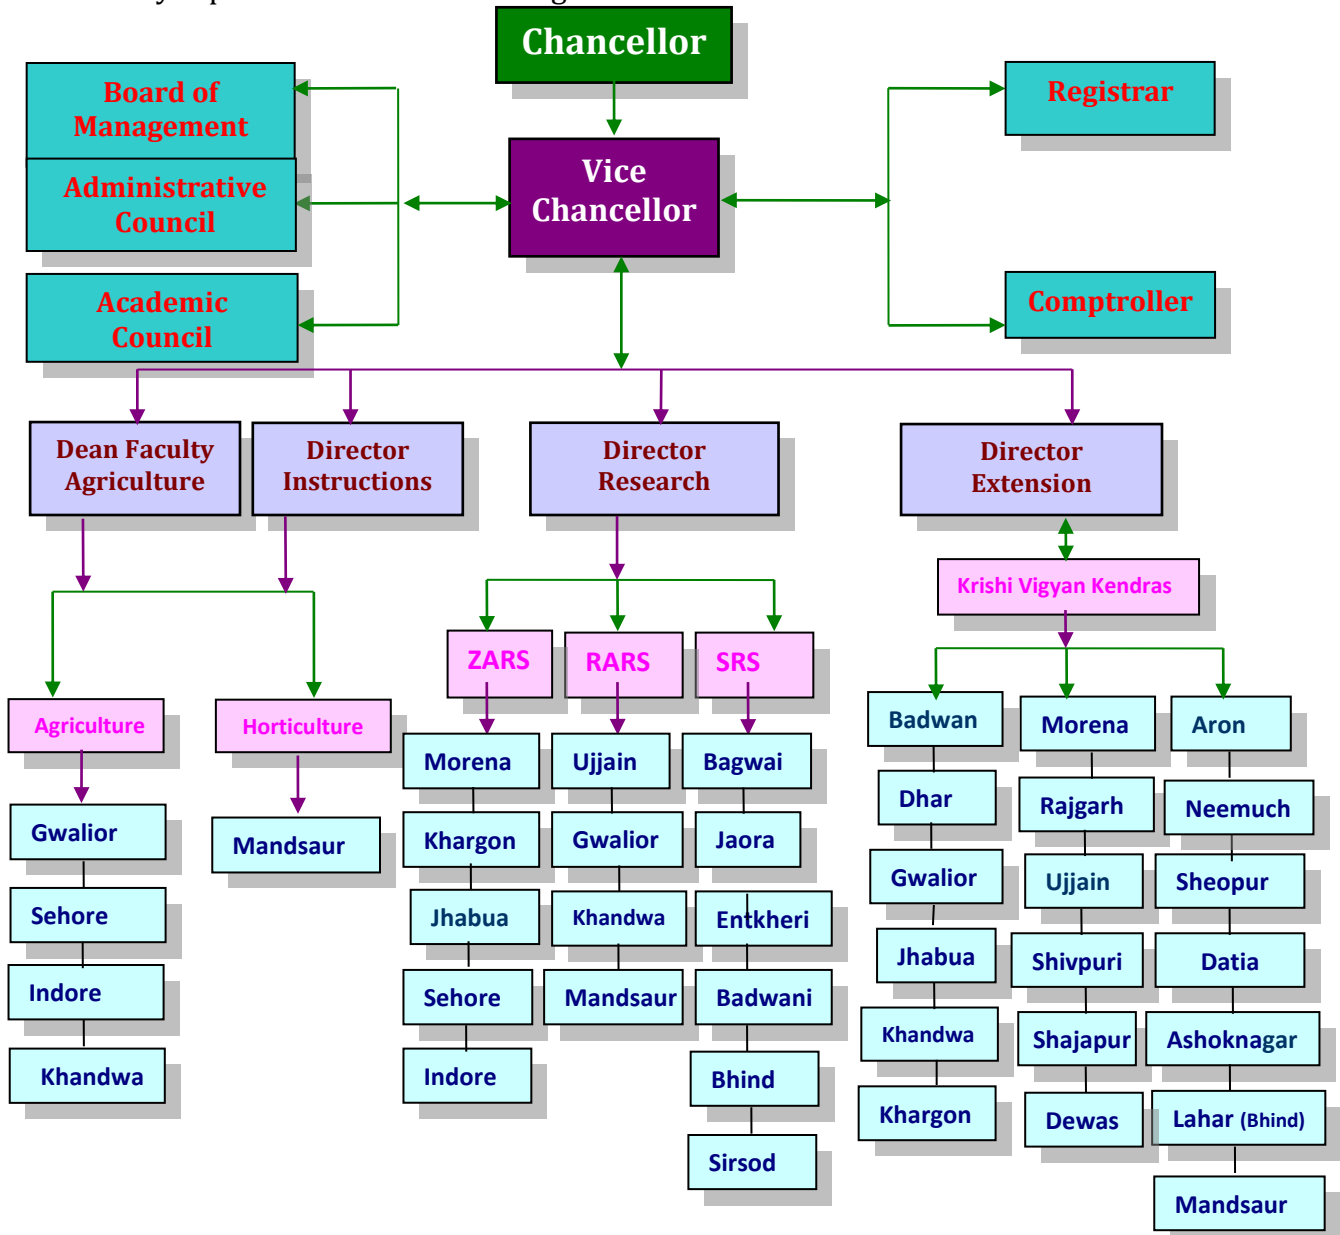 Chancellor
Board of
Management
Registrar
Vice
Chancellor
Administrative
Council
Academic
Council
Comptroller
Dean Faculty
Agriculture
Director
Instructions
Director
Research
Director
Extension
Krishi Vigyan Kendras
ZARS
RARS
SRS
Agriculture
Horticulture
Gwalior
Sehore
Indore
Khandwa
Mandsaur
Morena
Khargon
Jhabua
Sehore
Indore
Ujjain
Gwalior
Khandwa
Mandsaur
Bagwai
Jaora
Entkheri
Badwani
Bhind
Sirsod
Badwan
Dhar
Gwalior
Jhabua
Khandwa
Khargon
Morena
Rajgarh
Ujjain
Shivpuri
Shajapur
Dewas
Aron
Neemuch
Sheopur
Datia
Ashoknagar
Lahar (Bhind)
Mandsaur